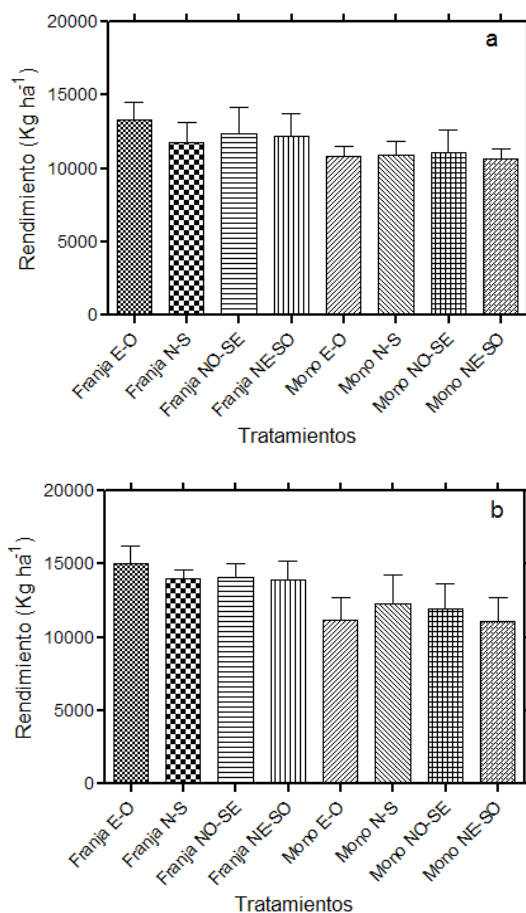 a
Rendimiento (Kg ha-1)
20000
15000
10000
5000
0
Franja E-O
Franja N-S
Franja NO-SE
Franja NE-SO
Mono E-O
Mono N-S
Mono NO-SE
Mono NE-SO
Tratamientos
b
Rendimiento (Kg ha-1)
20000
15000
10000
5000
0
Franja E-O
Franja N-S
Franja NO-SE
Franja NE-SO
Mono E-O
Mono N-S
Mono NO-SE
Mono NE-SO
Tratamientos